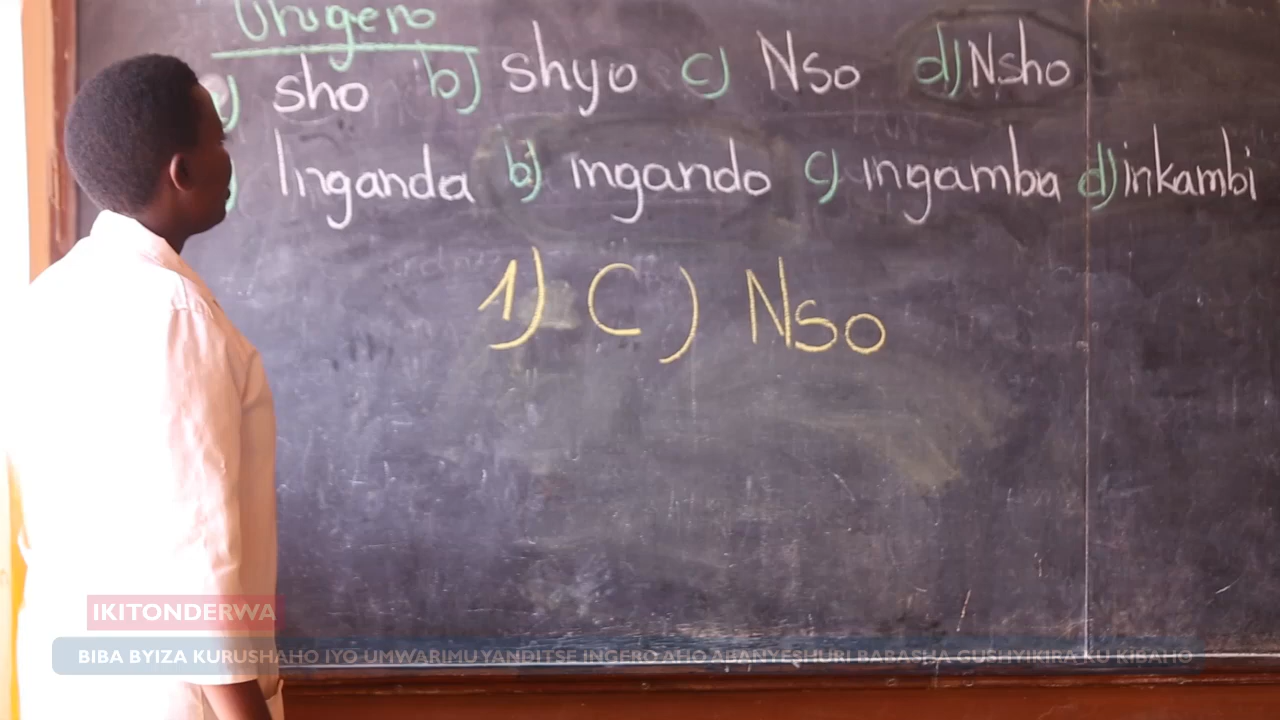 Urugero
a) sho b) shyo c) Nso d) Nsho
linganda b) ingando c) ingamba d) inkambi
1) C) Nso
IKITONDERWA
BIBA BYIZA KURUSHAHO IYO UMWARIMU YANDITSE INGERO AHO ABANYESHURI BABASHA GUSHYIKIRA KU KIBAHO